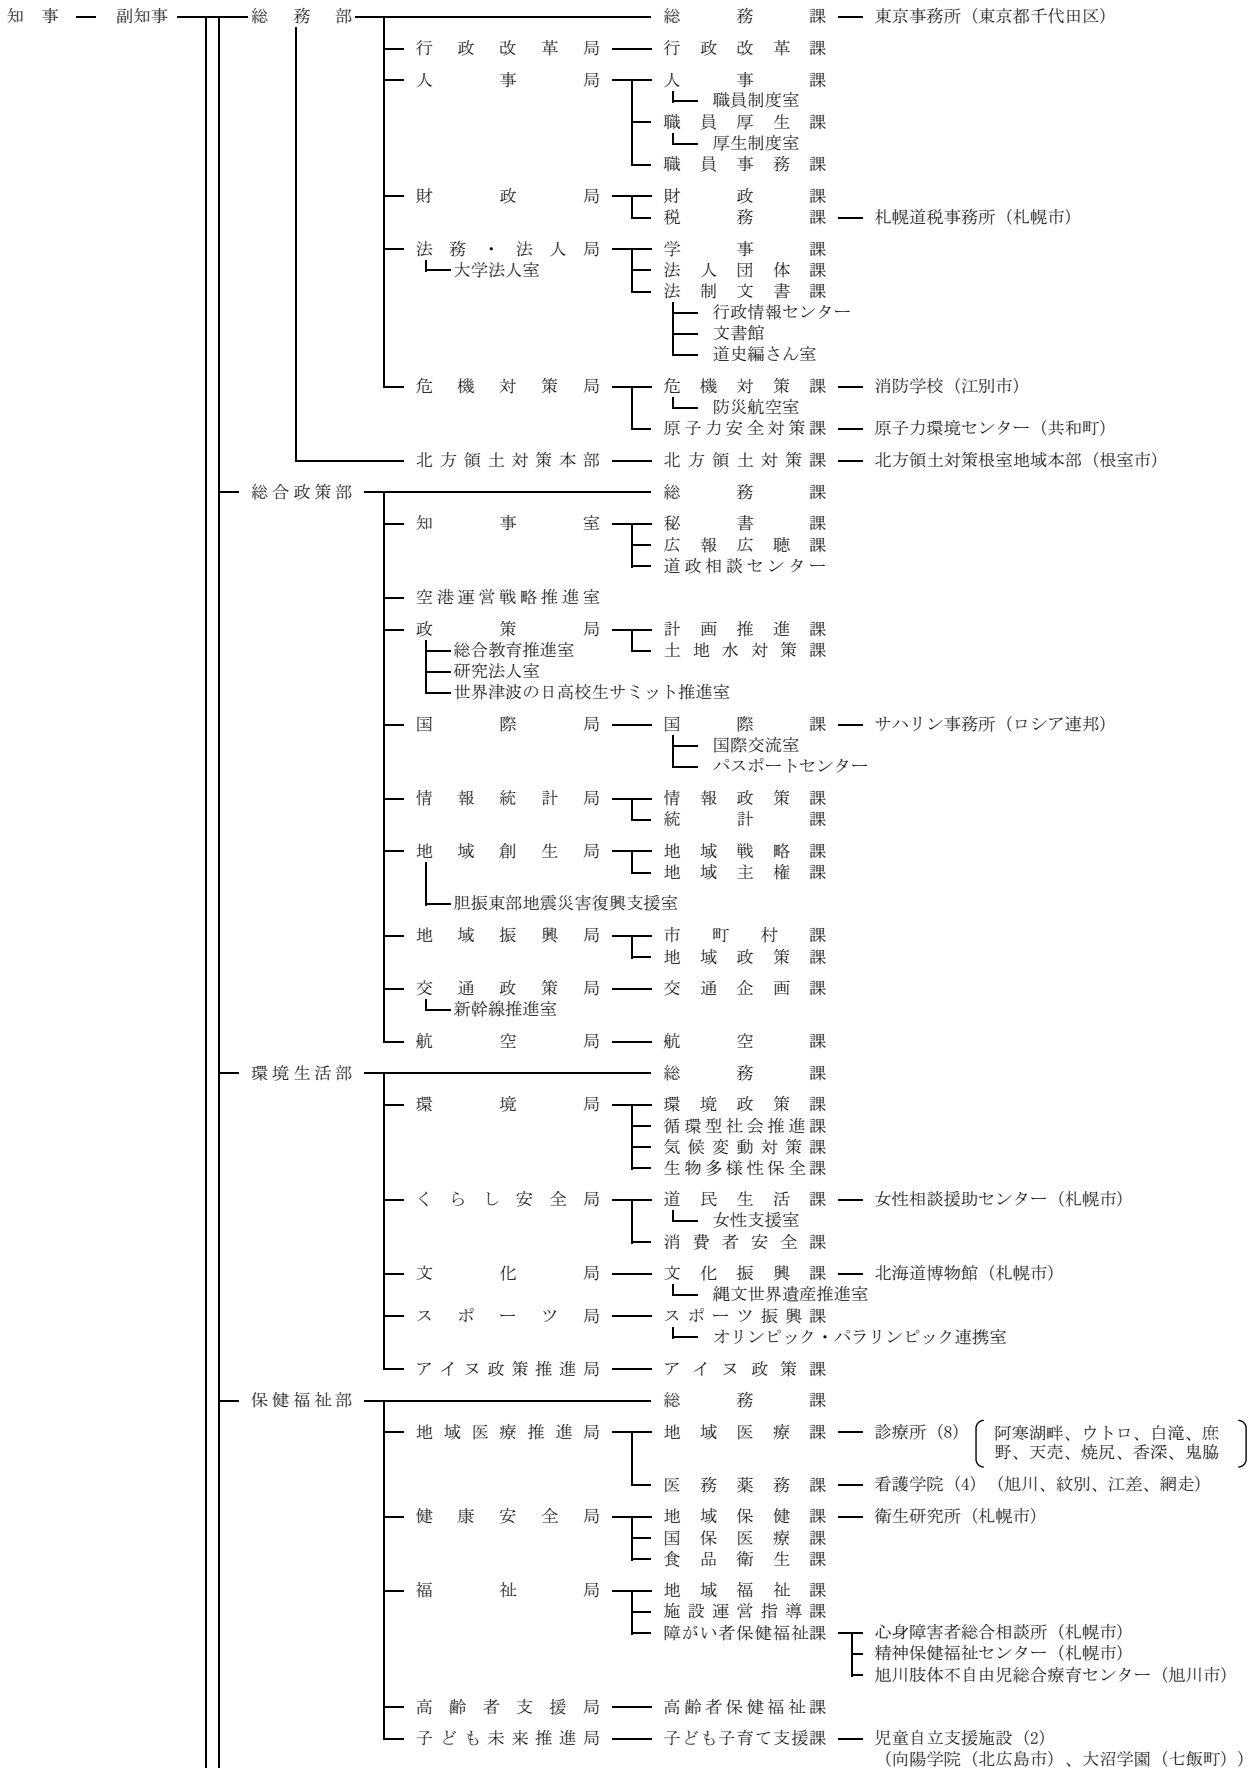 知事 副知事 総務部 総務課 東京事務所（東京都千代田区）
行政改革局 行政改革課
人事局 人事課
職員制度室
職員厚生課
厚生制度室
職員事務課
財政局 財政課
税務課 札幌道税事務所（札幌市）
法務・法人局 学事課
大学法人室 法人団体課
法制文書課
行政情報センター
文書館
道史編さん室
危機対策局 危機対策課 消防学校（江別市）
防災航空室
原子力安全対策課 原子力環境センター（共和町）
北方領土対策本部 北方領土対策課 北方領土対策根室地域本部（根室市）
総合政策部 総務課
知事室 秘書課
広報広聴課
道政相談センター
空港運営戦略推進室
政策局 計画推進課
総合教育推進室 土地水対策課
研究法人室
世界津波の日高校生サミット推進室
国際局 国際課 サハリン事務所（ロシア連邦）
国際交流室
パスポートセンター
情報統計局 情報政策課
統計課
地域創生局 地域戦略課
地域主権課
胆振東部地震災害復興支援室
地域振興局 市町村課
地域政策課
交通政策局 交通企画課
新幹線推進室
航空局 航空課
環境生活部 総務課
環境局 環境政策課
循環型社会推進課
気候変動対策課
生物多様性保全課
くらし安全局 道民生活課 女性相談援助センター（札幌市）
女性支援室
消費者安全課
文化局 文化振興課 北海道博物館（札幌市）
縄文世界遺産推進室
スポーツ局 スポーツ振興課
オリンピック・パラリンピック連携室
アイヌ政策推進局 アイヌ政策課
保健福祉部 総務課
地域医療推進局 地域医療課 診療所（8） 阿寒湖畔、ウトロ、白滝、庶
野、天売、焼尻、香深、鬼脇
医務薬務課 看護学院（4）（旭川、紋別、江差、網走）
健康安全局 地域保健課 衛生研究所（札幌市）
国保医療課
食品衛生課
福祉局 地域福祉課
施設運営指導課
障がい者保健福祉課 心身障害者総合相談所（札幌市）
精神保健福祉センター（札幌市）
旭川肢体不自由児総合療育センター（旭川市）
高齢者支援局 高齢者保健福祉課
子ども未来推進局 子ども子育て支援課 児童自立支援施設（2）
（向陽学院（北広島市）、大沼学園（七飯町））